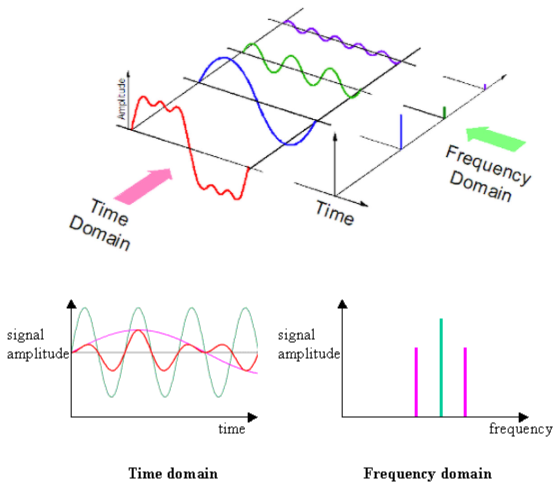 Amplitude
Time
Domain
Time
Frequency
Domain
signal
amplitude
time
signal
amplitude
frequency
Time domain
Frequency domain